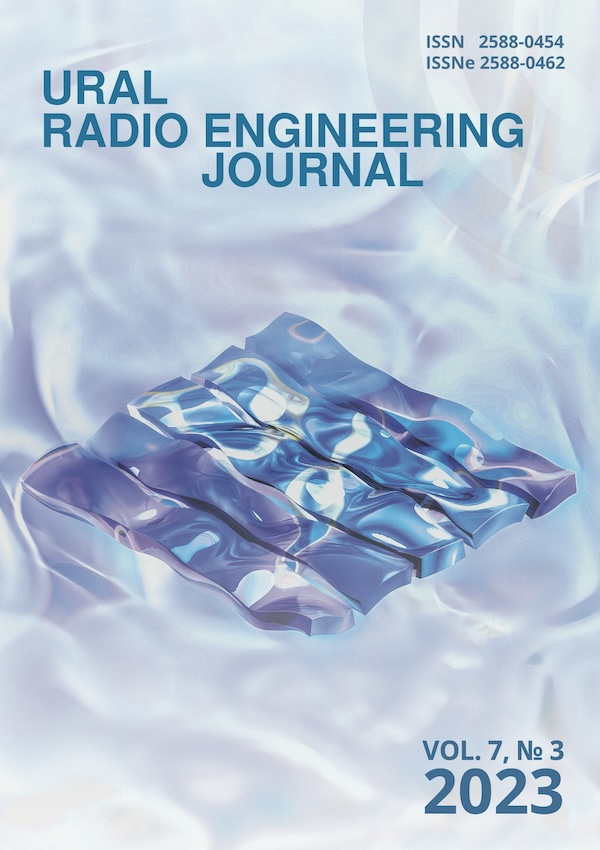 ISSN 2588-0454
ISSNe 2588-0462
URAL
RADIO ENGINEERING
JOURNAL
VOL. 7, № 3
2023